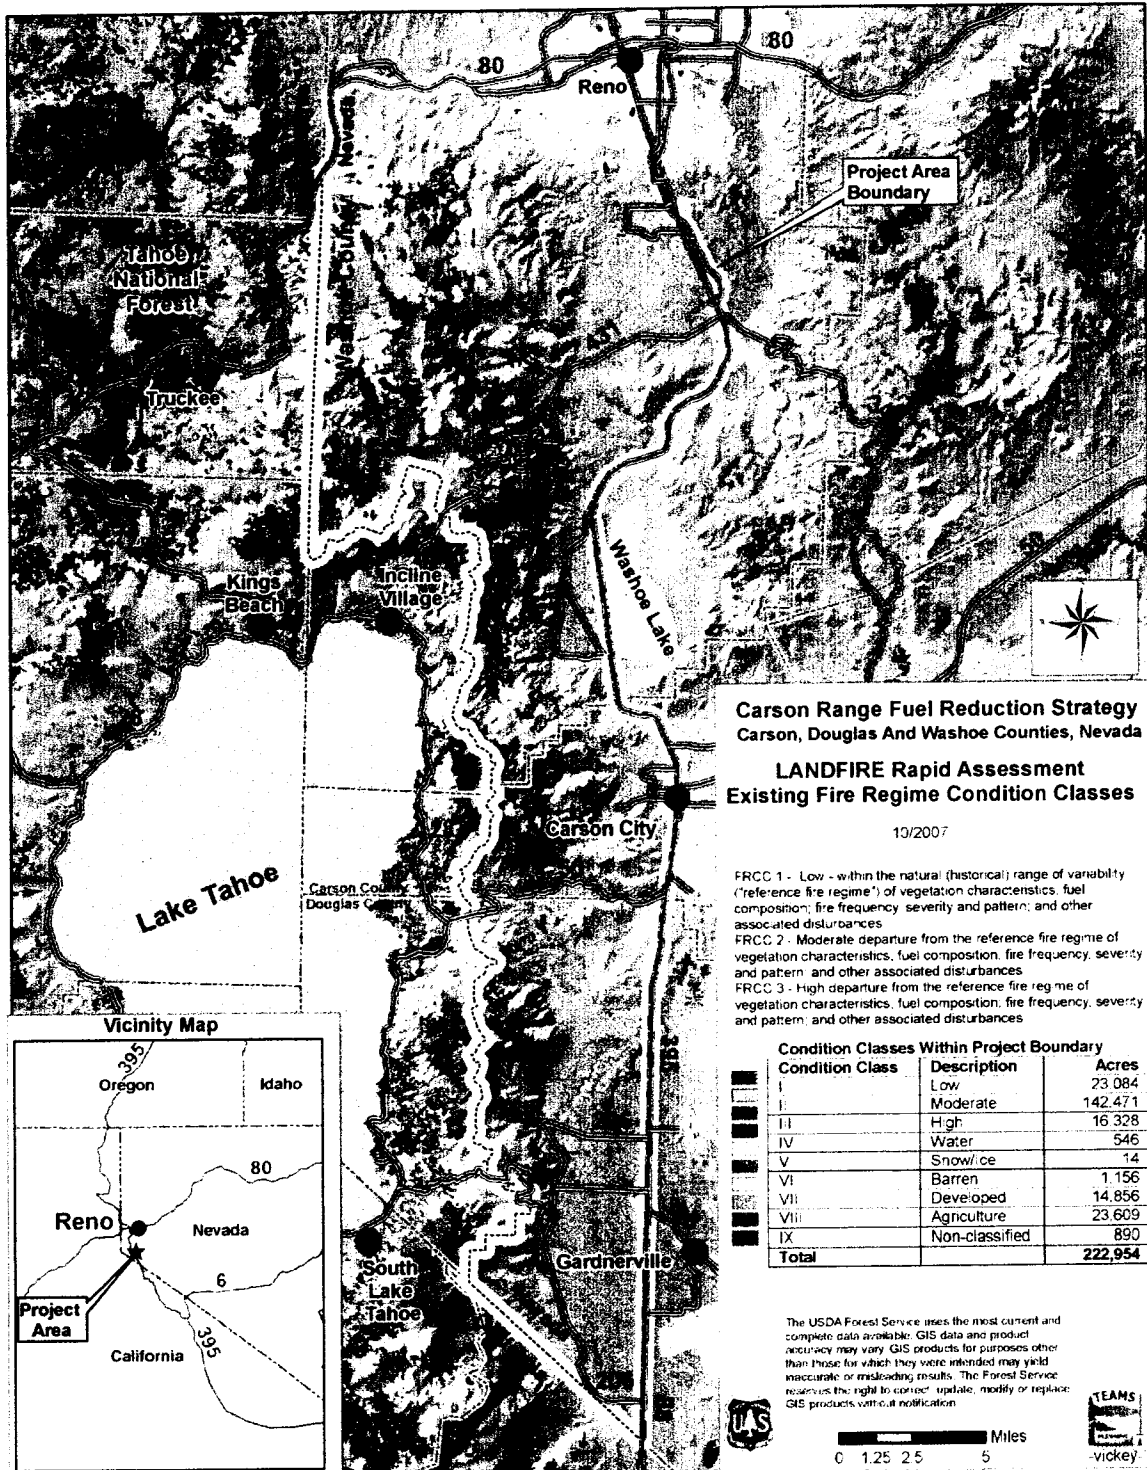 80
80
Reno
Nevada
Washoe County
Project Area
Boundary
Tahoe
National
Forest
431
Truckee
Washoe Lake
Kings
Beach
Incline
Village
Carson City
Lake Tahoe
Carson County
Douglas County
395
South
Lake
Tahoe
Gardnerville
Carson Range Fuel Reduction Strategy
Carson, Douglas And Washoe Counties, Nevada
LANDFIRE Rapid Assessment
Existing Fire Regime Condition Classes
10/2007
FRCC 1 - Low - within the natural (historical) range of variability
("reference fire regime") of vegetation characteristics, fuel
composition; fire frequency, severity and pattern; and other
associated disturbances
FRCC 2 - Moderate departure from the reference fire regime of
vegetation characteristics, fuel composition, fire frequency, severity
and pattern; and other associated disturbances
FRCC 3 - High departure from the reference fire regime of
vegetation characteristics, fuel composition, fire frequency, severity
and pattern; and other associated disturbances
Condition Classes Within Project Boundary
Condition Class Description Acres
I Low 23,084
II Moderate 142,471
III High 16,328
IV Water 546
V Snow/ice 14
VI Barren 1,156
VII Developed 14,856
VIII Agriculture 23,609
IX Non-classified 890
Total 222,954
Vicinity Map
395
Oregon
Idaho
80
Reno
Nevada
6
Project
Area
395
California
The USDA Forest Service uses the most current and
complete data available. GIS data and product
accuracy may vary. GIS products for purposes other
than those for which they were intended may yield
inaccurate or misleading results. The Forest Service
reserves the right to correct, update, modify or replace
GIS products without notification
UAS
Miles
0 1.25 2.5 5
TEAMS
-vickey-